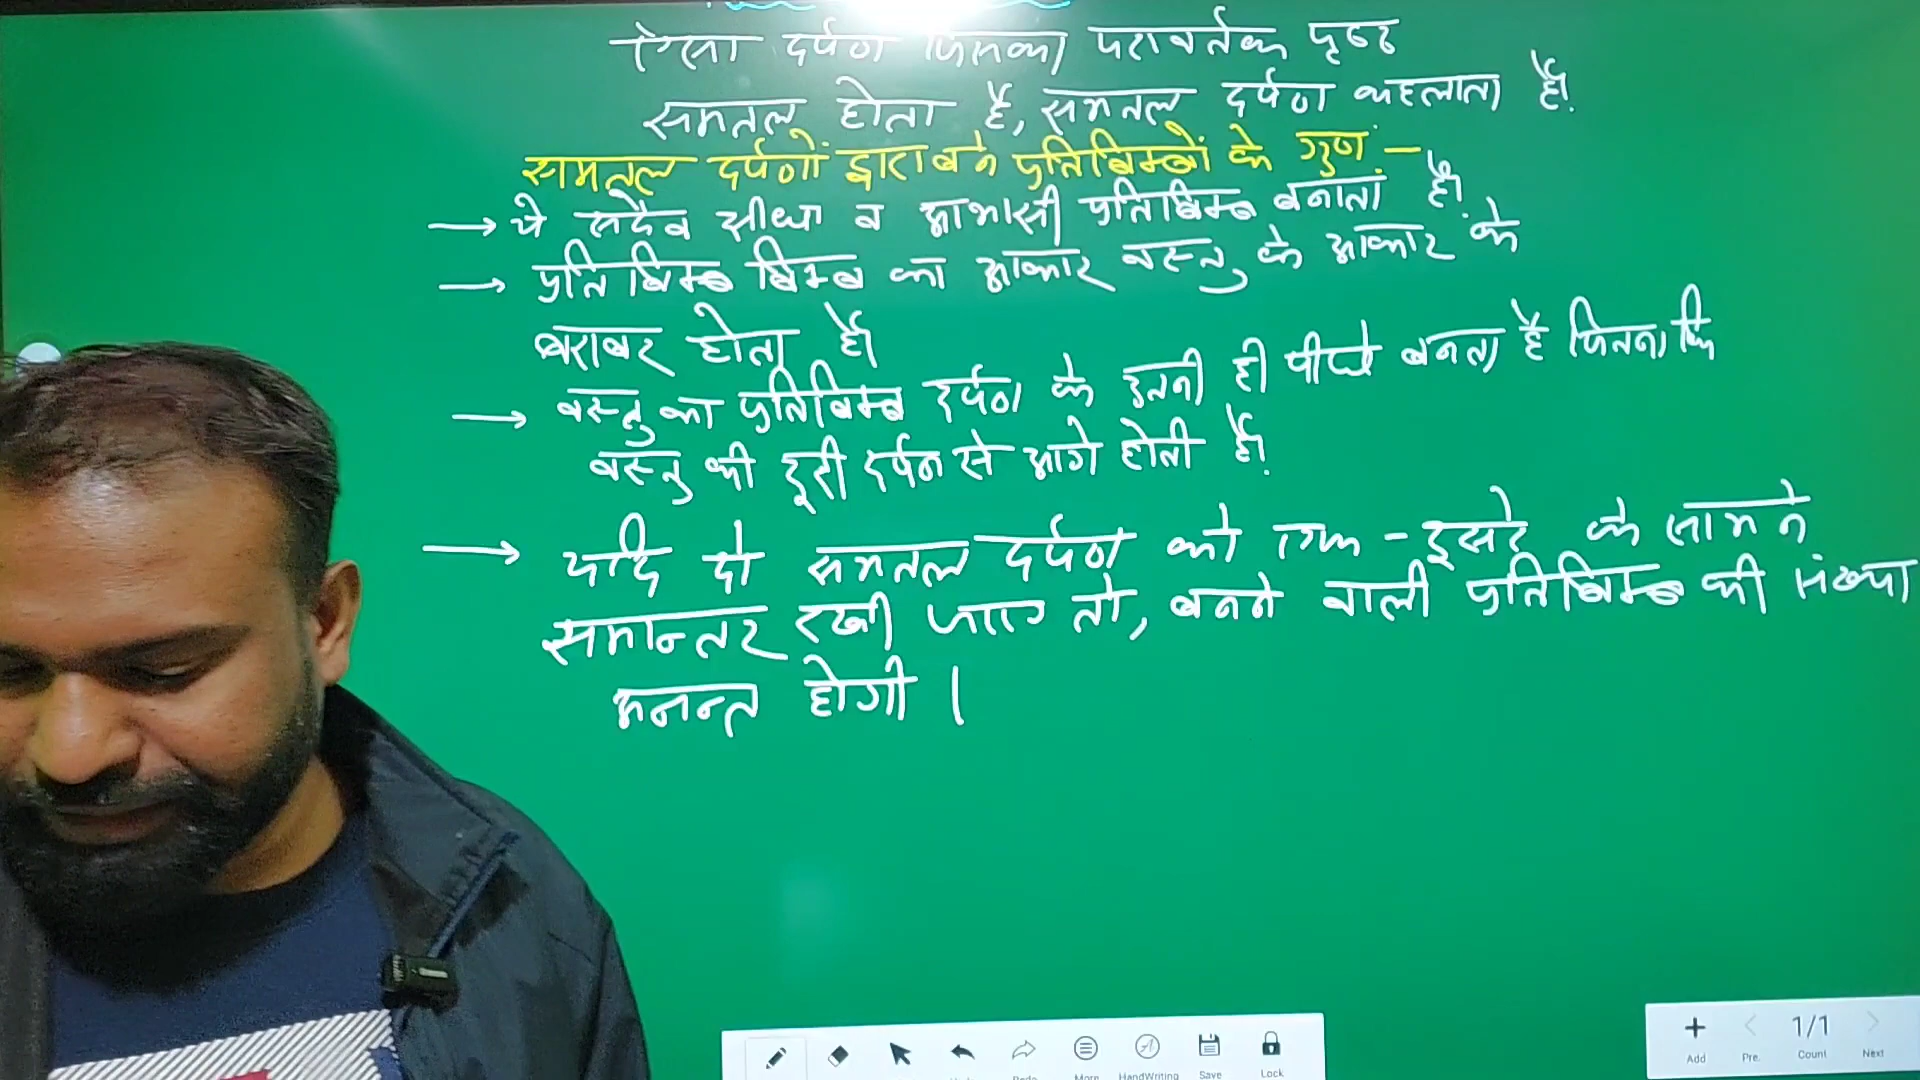 ऐसा दर्पण जिसका परावर्तक पृष्ठ
समतल होता है, समतल दर्पण कहलाता है।
समतल दर्पणों द्वारा बने प्रतिबिम्बों के गुण :-
→ ये सदैव सीधा व आभासी प्रतिबिम्ब बनाता है।
→ प्रतिबिम्ब बिम्ब का आकार वस्तु के आकार के
बराबर होता है।
→ वस्तु का प्रतिबिम्ब दर्पण के इतनी ही पीछे बनता है जितना कि
वस्तु की दूरी दर्पन से आगे होती है।
→ यदि दो समतल दर्पण को एक - दूसरे के सामने
समान्तर रखी जाए तो, बनने वाली प्रतिबिम्ब की संख्या
अनन्त होगी।
More HandWriting Save Lock
1/1
Add Pre. Count Next